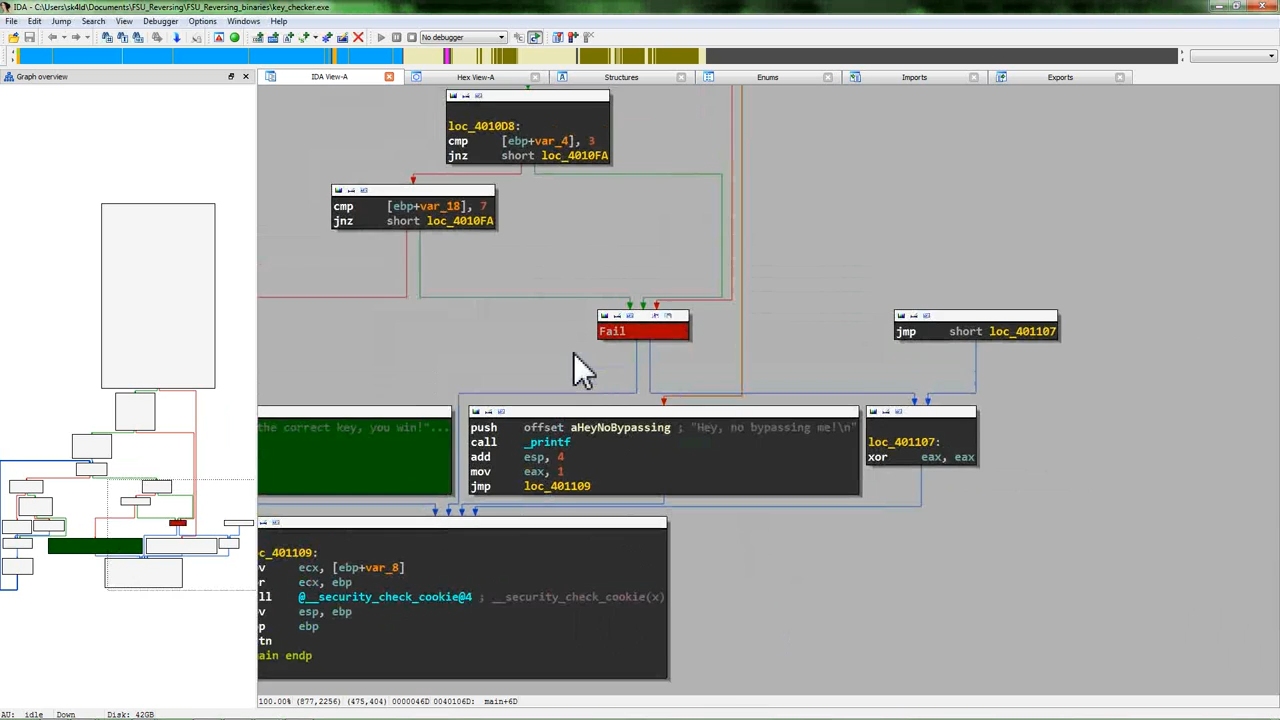 IDA - C:\Users\sk4ld\Documents\FSU_Reversing\FSU_Reversing_binaries\key_checker.exe
File Edit Jump Search View Debugger Options Windows Help
No debugger
Graph overview
IDA View-A Hex View-A Structures Enums Imports Exports
loc_4010D8:
cmp [ebp+var_4], 3
jnz short loc_4010FA
cmp [ebp+var_18], 7
jnz short loc_4010FA
Fail
jmp short loc_401107
the correct key, you win!"...
push offset aHeyNoBypassing ; "Hey, no bypassing me!\n"
call _printf
add esp, 4
mov eax, 1
jmp loc_401109
loc_401107:
xor eax, eax
oc_401109:
v ecx, [ebp+var_8]
r ecx, ebp
ll @__security_check_cookie@4 ; __security_check_cookie(x)
v esp, ebp
p ebp
tn
ain endp
100.00% (877,2256) (475,404) 0000046D 0040106D: main+6D
AU: idle Down Disk: 42GB